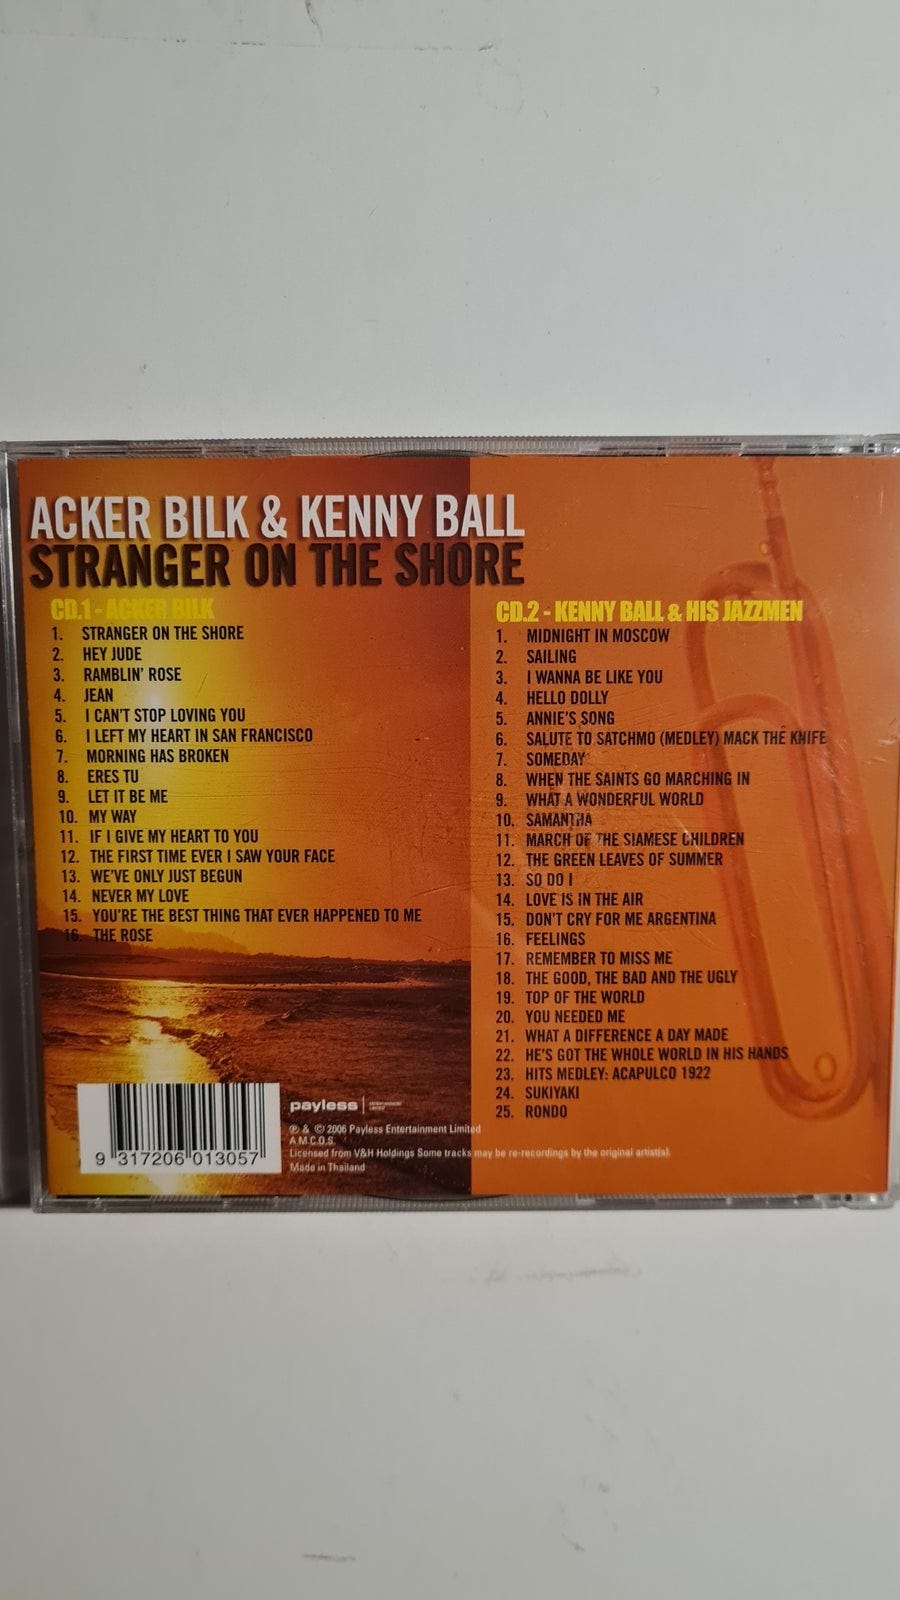 ACKER BILK & KENNY BALL
STRANGER ON THE SHORE
CD.1 - ACKER BILK
1. STRANGER ON THE SHORE
2. HEY JUDE
3. RAMBLIN' ROSE
4. JEAN
5. I CAN'T STOP LOVING YOU
6. I LEFT MY HEART IN SAN FRANCISCO
7. MORNING HAS BROKEN
8. ERES TU
9. LET IT BE ME
10. MY WAY
11. IF I GIVE MY HEART TO YOU
12. THE FIRST TIME EVER I SAW YOUR FACE
13. WE'VE ONLY JUST BEGUN
14. NEVER MY LOVE
15. YOU'RE THE BEST THING THAT EVER HAPPENED TO ME
16. THE ROSE
CD.2 - KENNY BALL & HIS JAZZMEN
1. MIDNIGHT IN MOSCOW
2. SAILING
3. I WANNA BE LIKE YOU
4. HELLO DOLLY
5. ANNIE'S SONG
6. SALUTE TO SATCHMO (MEDLEY) MACK THE KNIFE
7. SOMEDAY
8. WHEN THE SAINTS GO MARCHING IN
9. WHAT A WONDERFUL WORLD
10. SAMANTHA
11. MARCH OF THE SIAMESE CHILDREN
12. THE GREEN LEAVES OF SUMMER
13. SO DO I
14. LOVE IS IN THE AIR
15. DON'T CRY FOR ME ARGENTINA
16. FEELINGS
17. REMEMBER TO MISS ME
18. THE GOOD, THE BAD AND THE UGLY
19. TOP OF THE WORLD
20. YOU NEEDED ME
21. WHAT A DIFFERENCE A DAY MADE
22. HE'S GOT THE WHOLE WORLD IN HIS HANDS
23. HITS MEDLEY: ACAPULCO 1922
24. SUKIYAKI
25. RONDO
9 317206 013057
payless
℗ & © 2006 Payless Entertainment Limited
A.M.C.O.S.
Licensed from V&H Holdings Some tracks may be re-recordings by the original artist(s).
Made in Thailand